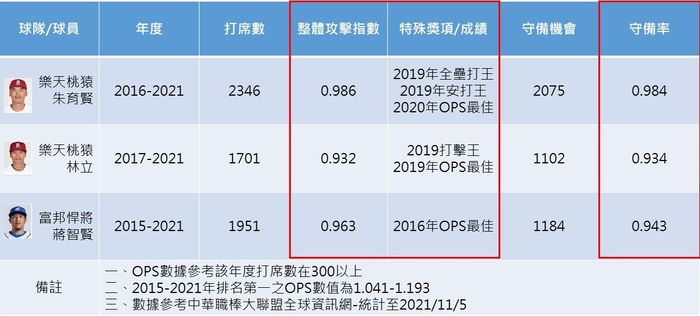 球隊/球員 年度 打席數 整體攻擊指數 特殊獎項/成績 守備機會 守備率
樂天桃猿
朱育賢
2016-2021 2346 0.986
2019年全壘打王
2019年安打王
2020年OPS最佳
2075 0.984
樂天桃猿
林立
2017-2021 1701 0.932
2019打擊王
2019年OPS最佳
1102 0.934
富邦悍將
蔣智賢
2015-2021 1951 0.963 2016年OPS最佳 1184 0.943
備註
一、OPS數據參考該年度打席數在300以上
二、2015-2021年排名第一之OPS數值為1.041-1.193
三、數據參考中華職棒大聯盟全球資訊網-統計至2021/11/5